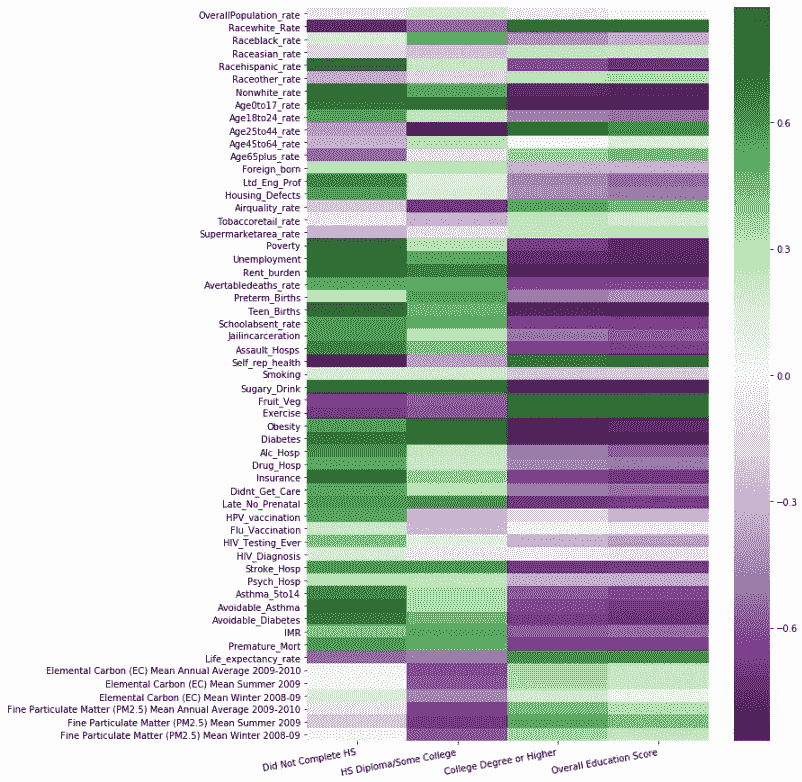 OverallPopulation_rate
Racewhite_Rate
Raceblack_rate
Raceasian_rate
Racehispanic_rate
Raceother_rate
Nonwhite_rate
Age0to17_rate
Age18to24_rate
Age25to44_rate
Age45to64_rate
Age65plus_rate
Foreign_born
Ltd_Eng_Prof
Housing_Defects
Airquality_rate
Tobaccoretail_rate
Supermarketarea_rate
Poverty
Unemployment
Rent_burden
Avertabledeaths_rate
Preterm_Births
Teen_Births
Schoolabsent_rate
Jailincarceration
Assault_Hosps
Self_rep_health
Smoking
Sugary_Drink
Fruit_Veg
Exercise
Obesity
Diabetes
Alc_Hosp
Drug_Hosp
Insurance
Didnt_Get_Care
Late_No_Prenatal
HPV_vaccination
Flu_Vaccination
HIV_Testing_Ever
HIV_Diagnosis
Stroke_Hosp
Psych_Hosp
Asthma_5to14
Avoidable_Asthma
Avoidable_Diabetes
IMR
Premature_Mort
Life_expectancy_rate
Elemental Carbon (EC) Mean Annual Average 2009-2010
Elemental Carbon (EC) Mean Summer 2009
Elemental Carbon (EC) Mean Winter 2008-09
Fine Particulate Matter (PM2.5) Mean Annual Average 2009-2010
Fine Particulate Matter (PM2.5) Mean Summer 2009
Fine Particulate Matter (PM2.5) Mean Winter 2008-09
Did Not Complete HS
HS Diploma/Some College
College Degree or Higher
Overall Education Score
0.6
0.3
0.0
−0.3
−0.6